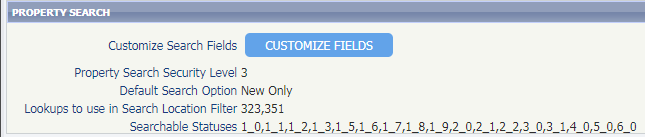 PROPERTY SEARCH
Customize Search Fields CUSTOMIZE FIELDS
Property Search Security Level 3
Default Search Option New Only
Lookups to use in Search Location Filter 323,351
Searchable Statuses 1_0,1_1,1_2,1_3,1_5,1_6,1_7,1_8,1_9,2_0,2_1,2_2,3_0,3_1,4_0,5_0,6_0